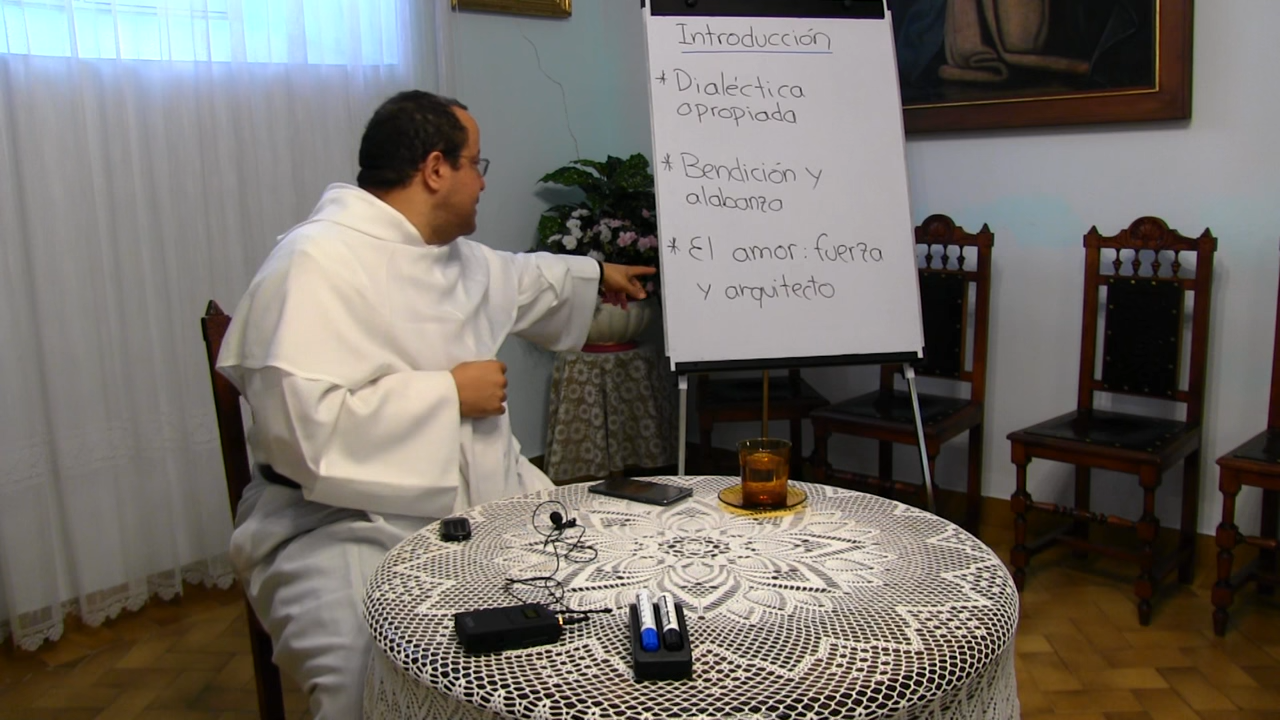 Introducción
* Dialéctica
apropiada
* Bendición y
alabanza
* El amor: fuerza
y arquitecto